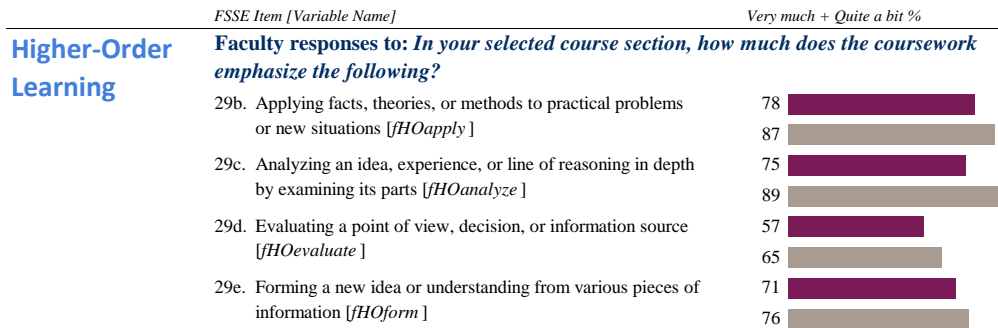 FSSE Item [Variable Name] Very much + Quite a bit %
Higher-Order
Learning
Faculty responses to: In your selected course section, how much does the coursework
emphasize the following?
29b. Applying facts, theories, or methods to practical problems
or new situations [fHOapply ]
78
87
29c. Analyzing an idea, experience, or line of reasoning in depth
by examining its parts [fHOanalyze ]
75
89
29d. Evaluating a point of view, decision, or information source
[fHOevaluate ]
57
65
29e. Forming a new idea or understanding from various pieces of
information [fHOform ]
71
76